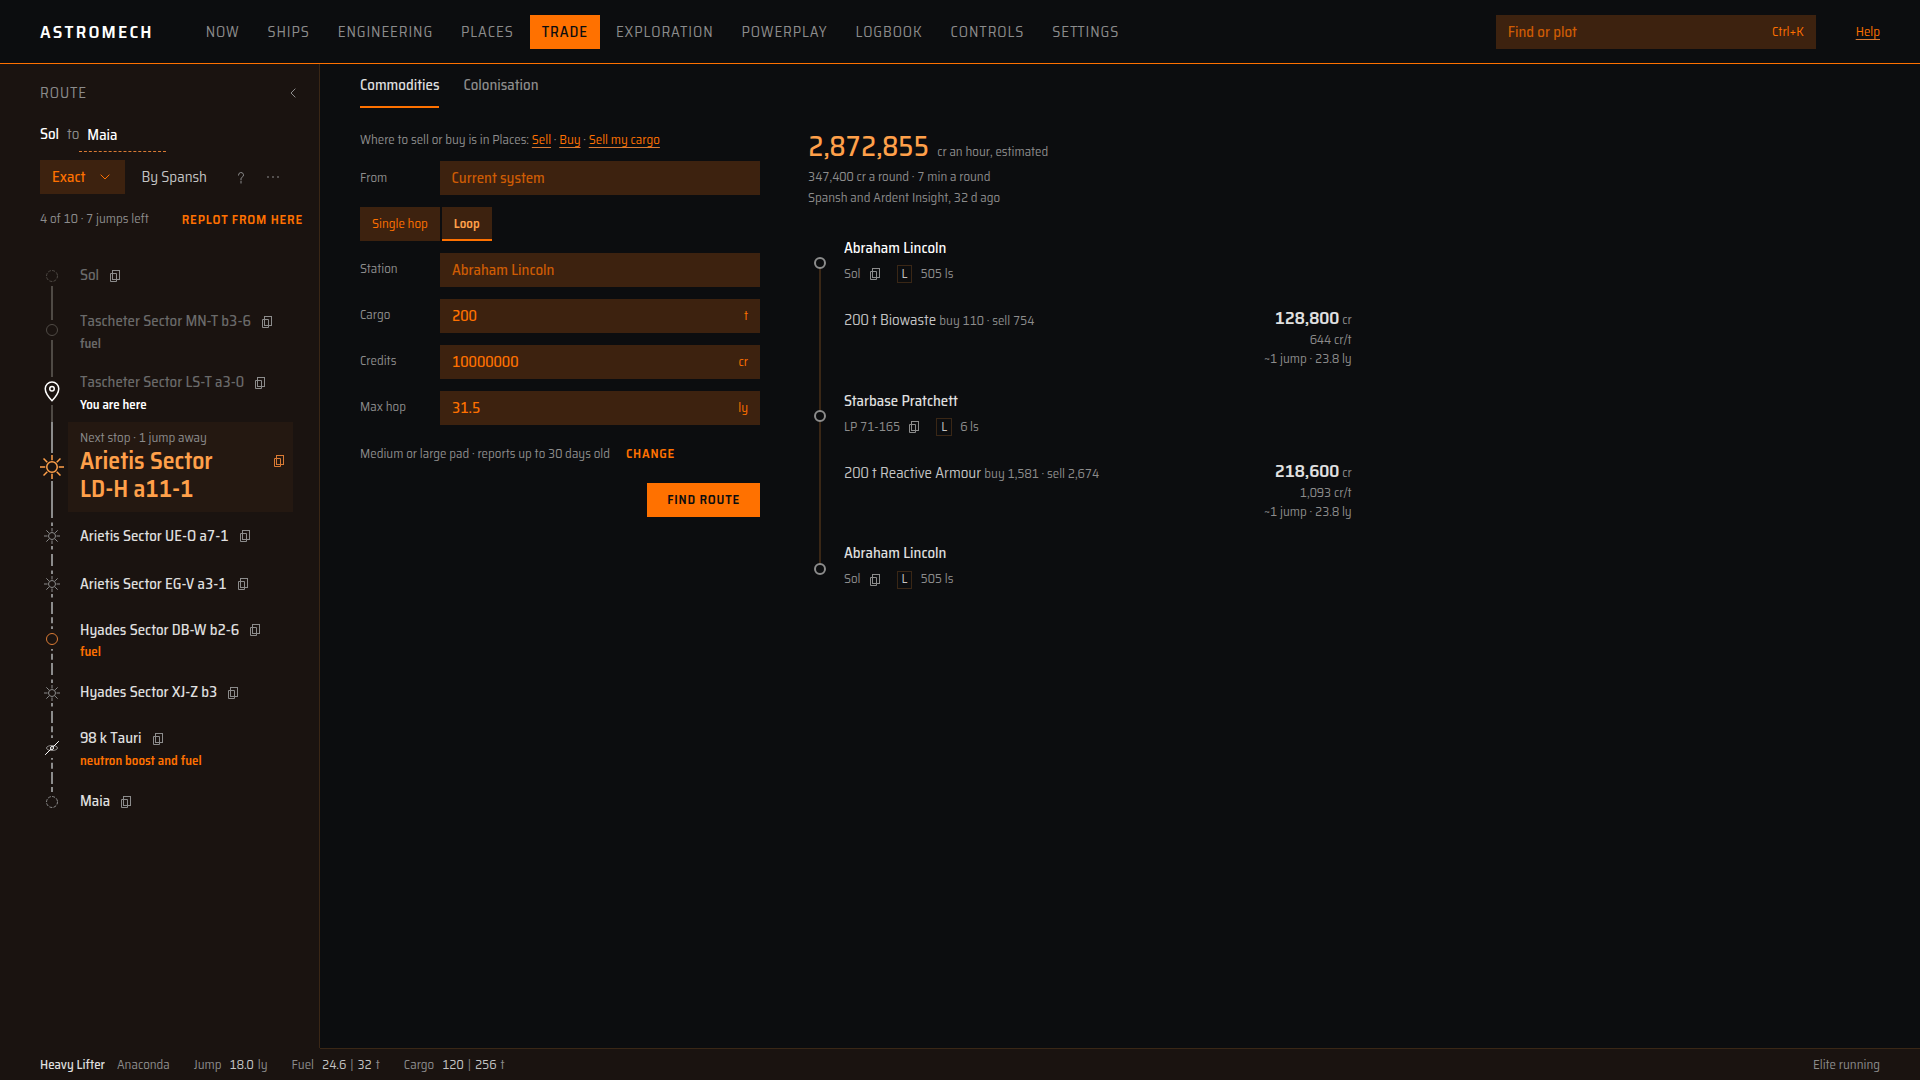 ASTROMECH NOW SHIPS ENGINEERING PLACES TRADE EXPLORATION POWERPLAY LOGBOOK CONTROLS SETTINGS Find or plot Ctrl+K Help
ROUTE
Sol to Maia
Exact By Spansh ? ···
4 of 10 · 7 jumps left REPLOT FROM HERE
Sol
Tascheter Sector MN-T b3-6
fuel
Tascheter Sector LS-T a3-0
You are here
Next stop · 1 jump away
Arietis Sector
LD-H a11-1
Arietis Sector UE-O a7-1
Arietis Sector EG-V a3-1
Hyades Sector DB-W b2-6
fuel
Hyades Sector XJ-Z b3
98 k Tauri
neutron boost and fuel
Maia
Commodities Colonisation
Where to sell or buy is in Places: Sell · Buy · Sell my cargo
From Current system
Single hop Loop
Station Abraham Lincoln
Cargo 200 t
Credits 10000000 cr
Max hop 31.5 ly
Medium or large pad · reports up to 30 days old CHANGE
FIND ROUTE
2,872,855 cr an hour, estimated
347,400 cr a round · 7 min a round
Spansh and Ardent Insight, 32 d ago
Abraham Lincoln
Sol L 505 ls
200 t Biowaste buy 110 · sell 754 128,800 cr
644 cr/t
~1 jump · 23.8 ly
Starbase Pratchett
LP 71-165 L 6 ls
200 t Reactive Armour buy 1,581 · sell 2,674 218,600 cr
1,093 cr/t
~1 jump · 23.8 ly
Abraham Lincoln
Sol L 505 ls
Heavy Lifter Anaconda Jump 18.0 ly Fuel 24.6 | 32 t Cargo 120 | 256 t Elite running